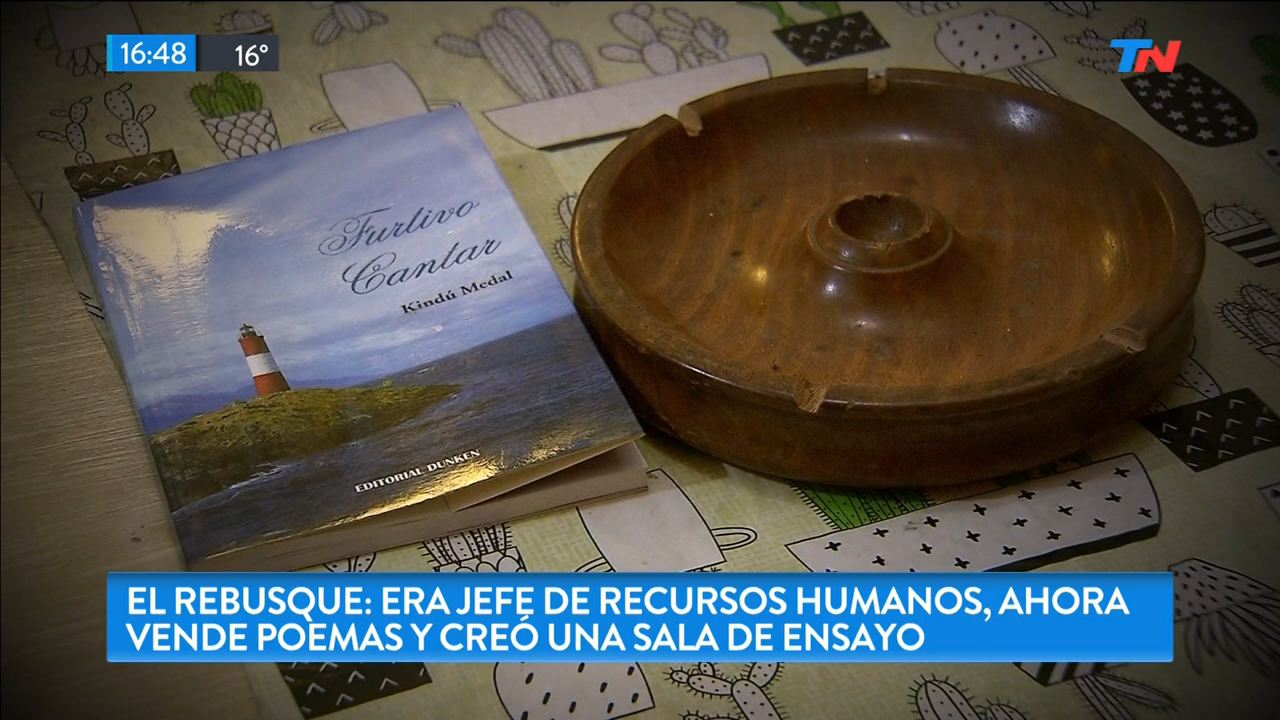 16:48 16°
TN
Furtivo
Cantar
Kindú Medal
EDITORIAL DUNKEN
EL REBUSQUE: ERA JEFE DE RECURSOS HUMANOS, AHORA
VENDE POEMAS Y CREÓ UNA SALA DE ENSAYO